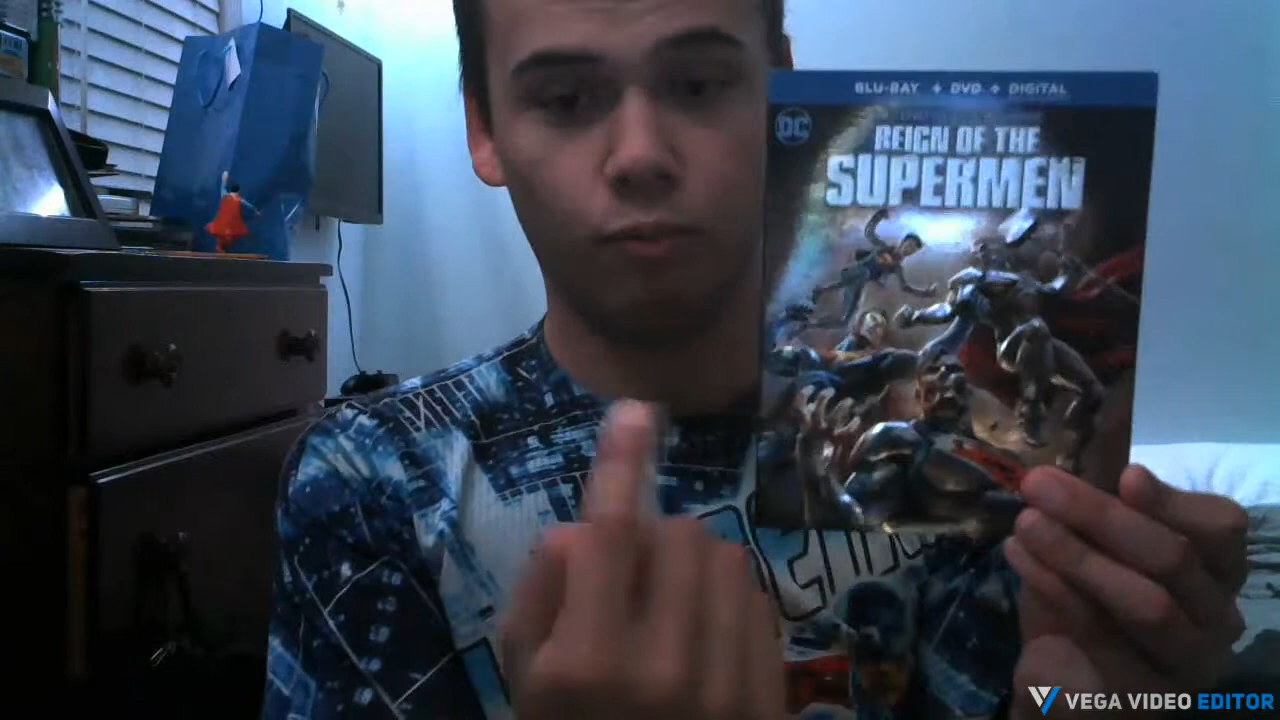 BLU-RAY + DVD + DIGITAL
DC
REIGN OF THE
SUPERMEN
VEGA VIDEO EDITOR